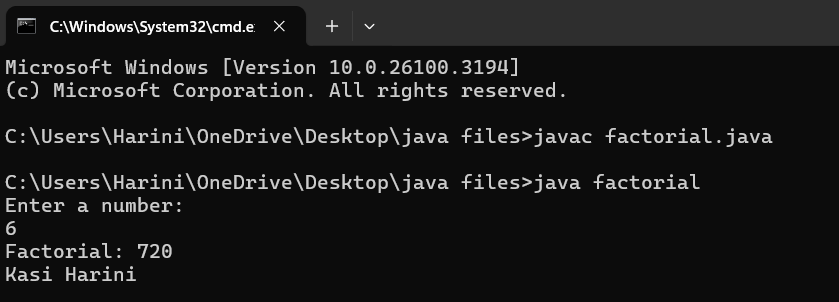 C:\Windows\System32\cmd.e
Microsoft Windows [Version 10.0.26100.3194]
(c) Microsoft Corporation. All rights reserved.
C:\Users\Harini\OneDrive\Desktop\java files>javac factorial.java
C:\Users\Harini\OneDrive\Desktop\java files>java factorial
Enter a number:
6
Factorial: 720
Kasi Harini